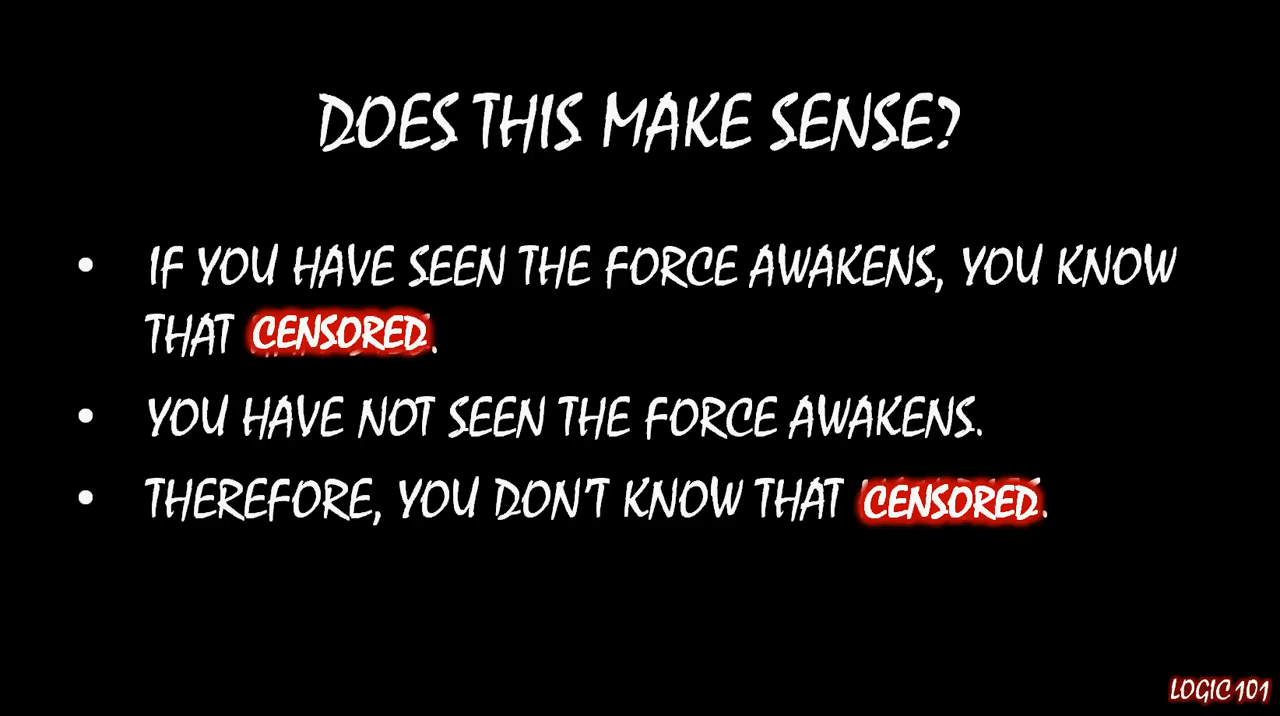 DOES THIS MAKE SENSE?
• IF YOU HAVE SEEN THE FORCE AWAKENS, YOU KNOW
THAT CENSORED.
• YOU HAVE NOT SEEN THE FORCE AWAKENS.
• THEREFORE, YOU DON'T KNOW THAT CENSORED.
LOGIC 101